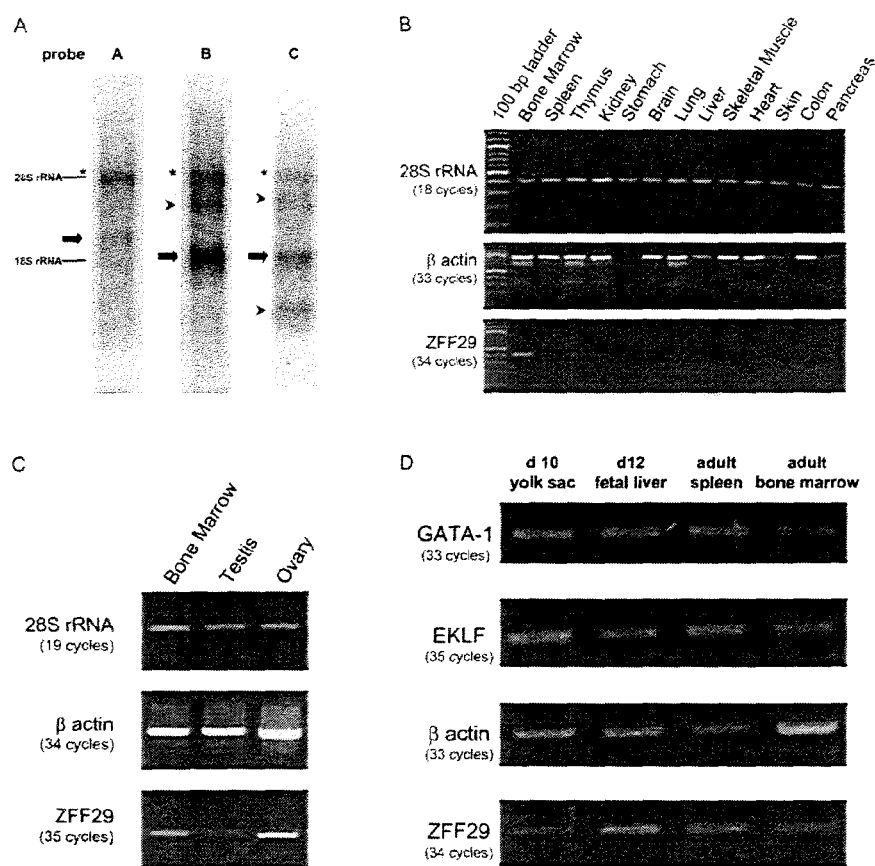 A
probe A B C
* * *
28S rRNA
18S rRNA
B
100 bp ladder
Bone Marrow
Spleen
Thymus
Kidney
Stomach
Brain
Lung
Liver
Skeletal Muscle
Heart
Skin
Colon
Pancreas
28S rRNA
(18 cycles)
β actin
(33 cycles)
ZFF29
(34 cycles)
C
Bone Marrow
Testis
Ovary
28S rRNA
(19 cycles)
β actin
(34 cycles)
ZFF29
(35 cycles)
D
d 10 d12 adult adult
yolk sac fetal liver spleen bone marrow
GATA-1
(33 cycles)
EKLF
(35 cycles)
β actin
(33 cycles)
ZFF29
(34 cycles)